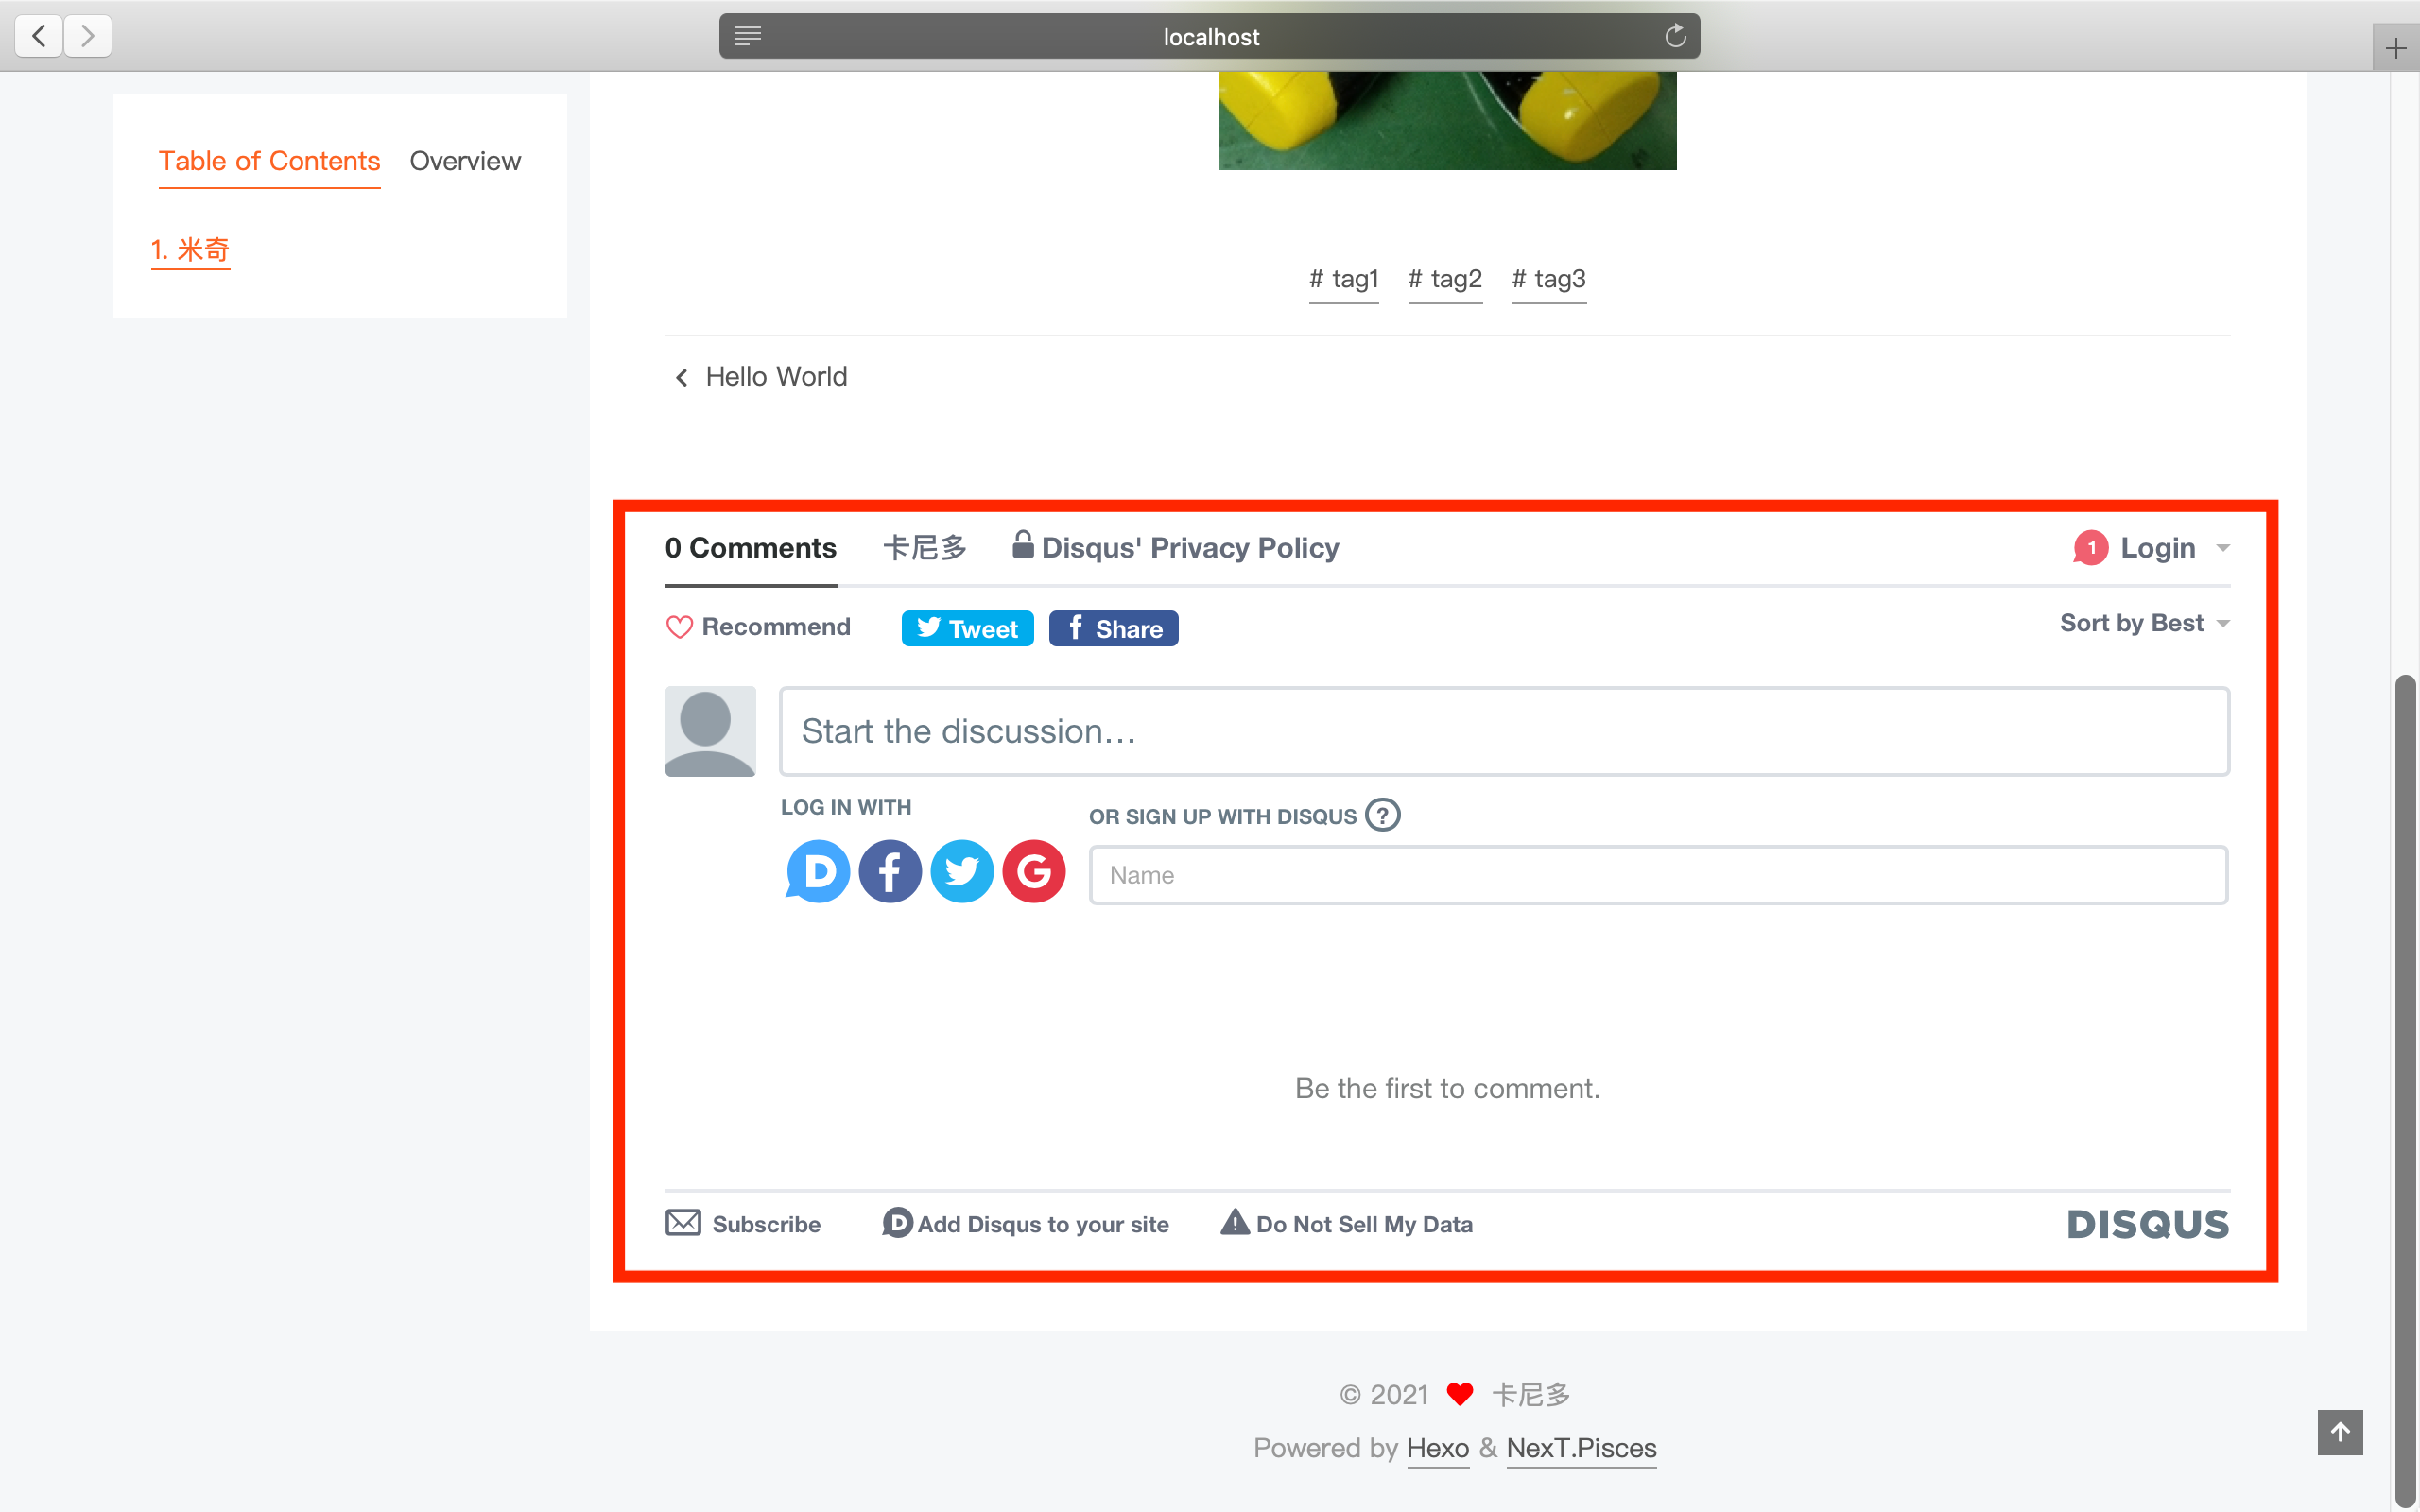 localhost
Table of Contents Overview
1. 米奇
# tag1 # tag2 # tag3
Hello World
0 Comments 卡尼多 Disqus' Privacy Policy 1 Login
Recommend Tweet f Share Sort by Best
Start the discussion...
LOG IN WITH
OR SIGN UP WITH DISQUS ?
D f G
Name
Be the first to comment.
Subscribe D Add Disqus to your site Do Not Sell My Data DISQUS
© 2021 卡尼多
Powered by Hexo & NexT.Pisces